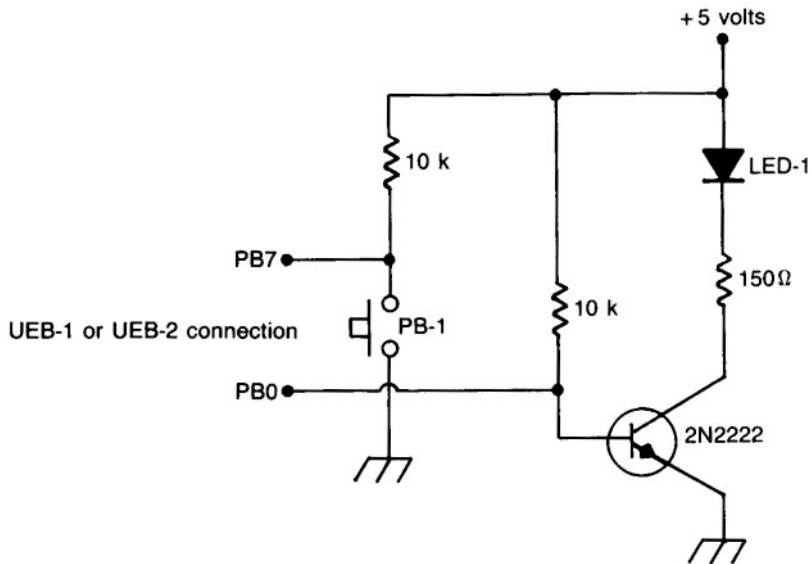 +5 volts
10 k
LED-1
PB7
150Ω
10 k
UEB-1 or UEB-2 connection
PB-1
PB0
2N2222